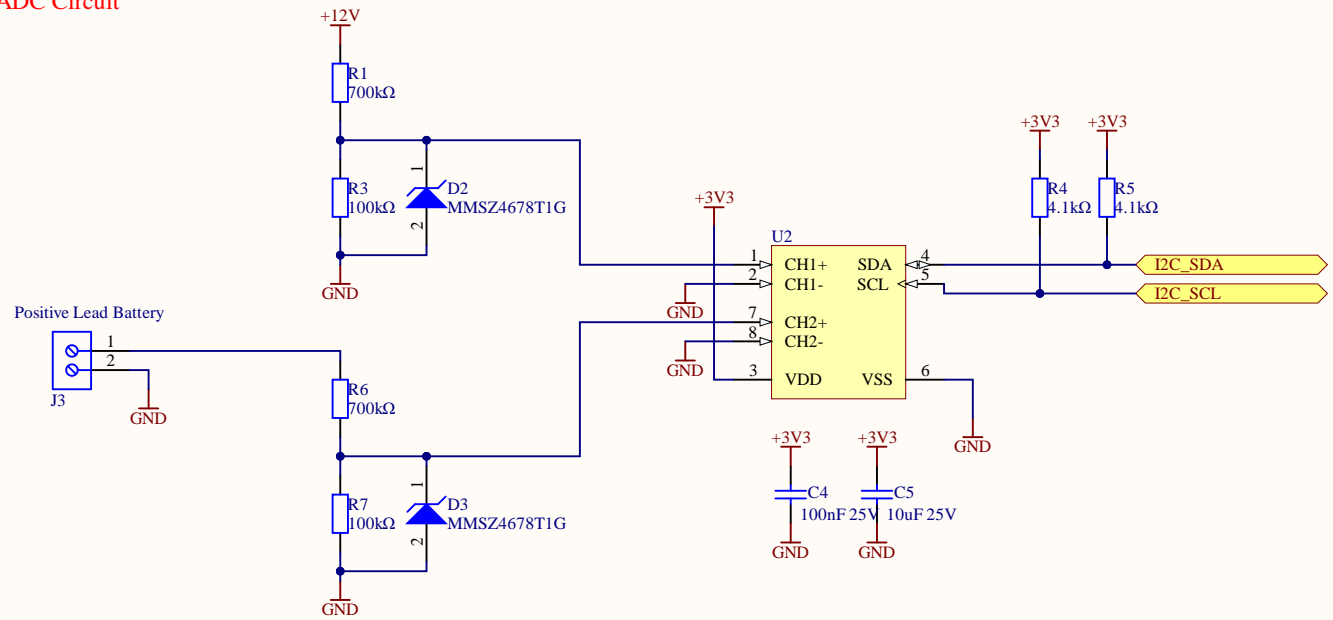 ADC Circuit
+12V
R1
700kΩ
R3
100kΩ
1
2
D2
MMSZ4678T1G
GND
Positive Lead Battery
1
2
J3
GND
R6
700kΩ
R7
100kΩ
1
2
D3
MMSZ4678T1G
GND
+3V3
U2
1
CH1+
2
CH1-
GND
7
CH2+
8
CH2-
GND
3
VDD
SDA
4
SCL
5
VSS
6
GND
+3V3
+3V3
R4
4.1kΩ
R5
4.1kΩ
I2C_SDA
I2C_SCL
+3V3
C4
100nF 25V
GND
+3V3
C5
10uF 25V
GND